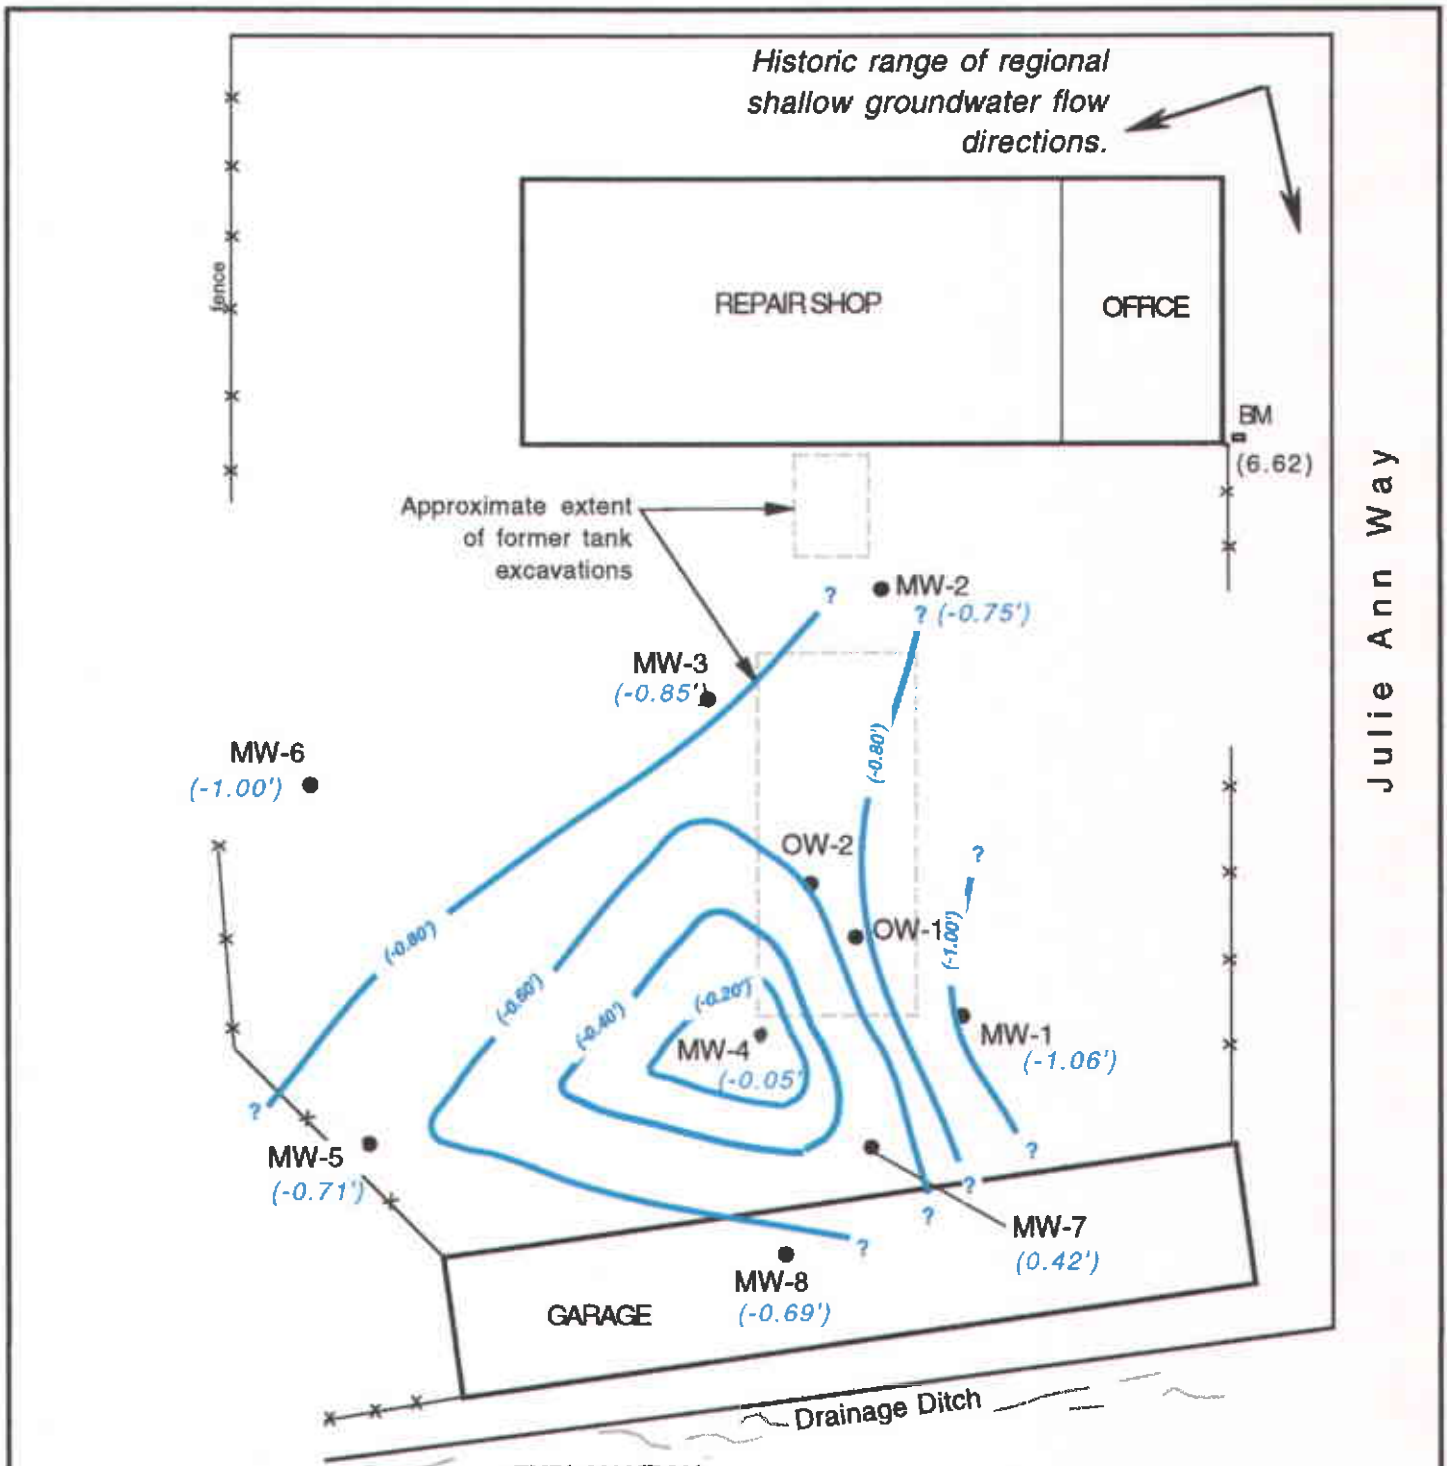 Historic range of regional
shallow groundwater flow
directions.
fence
REPAIR SHOP
OFFICE
BM
(6.62)
Julie Ann Way
Approximate extent
of former tank
excavations
?
MW-2
? (-0.75')
MW-3
(-0.85')
(-0.80')
MW-6
(-1.00')
OW-2
?
OW-1
(-1.00')
(-0.80')
(-0.60')
(-0.40')
(-0.20')
MW-4
(-0.05'
MW-1
(-1.06')
?
MW-5
(-0.71')
?
?
?
MW-7
(0.42')
?
MW-8
(-0.69')
GARAGE
Drainage Ditch